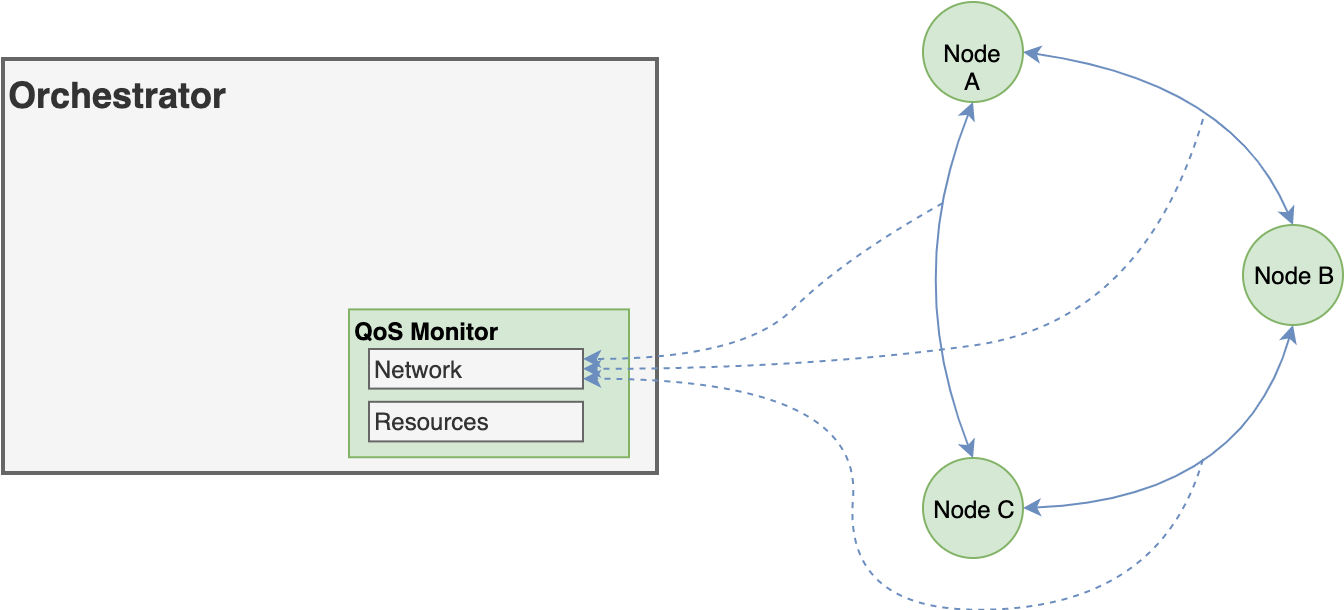 Orchestrator
QoS Monitor
Network
Resources
Node
A
Node B
Node C